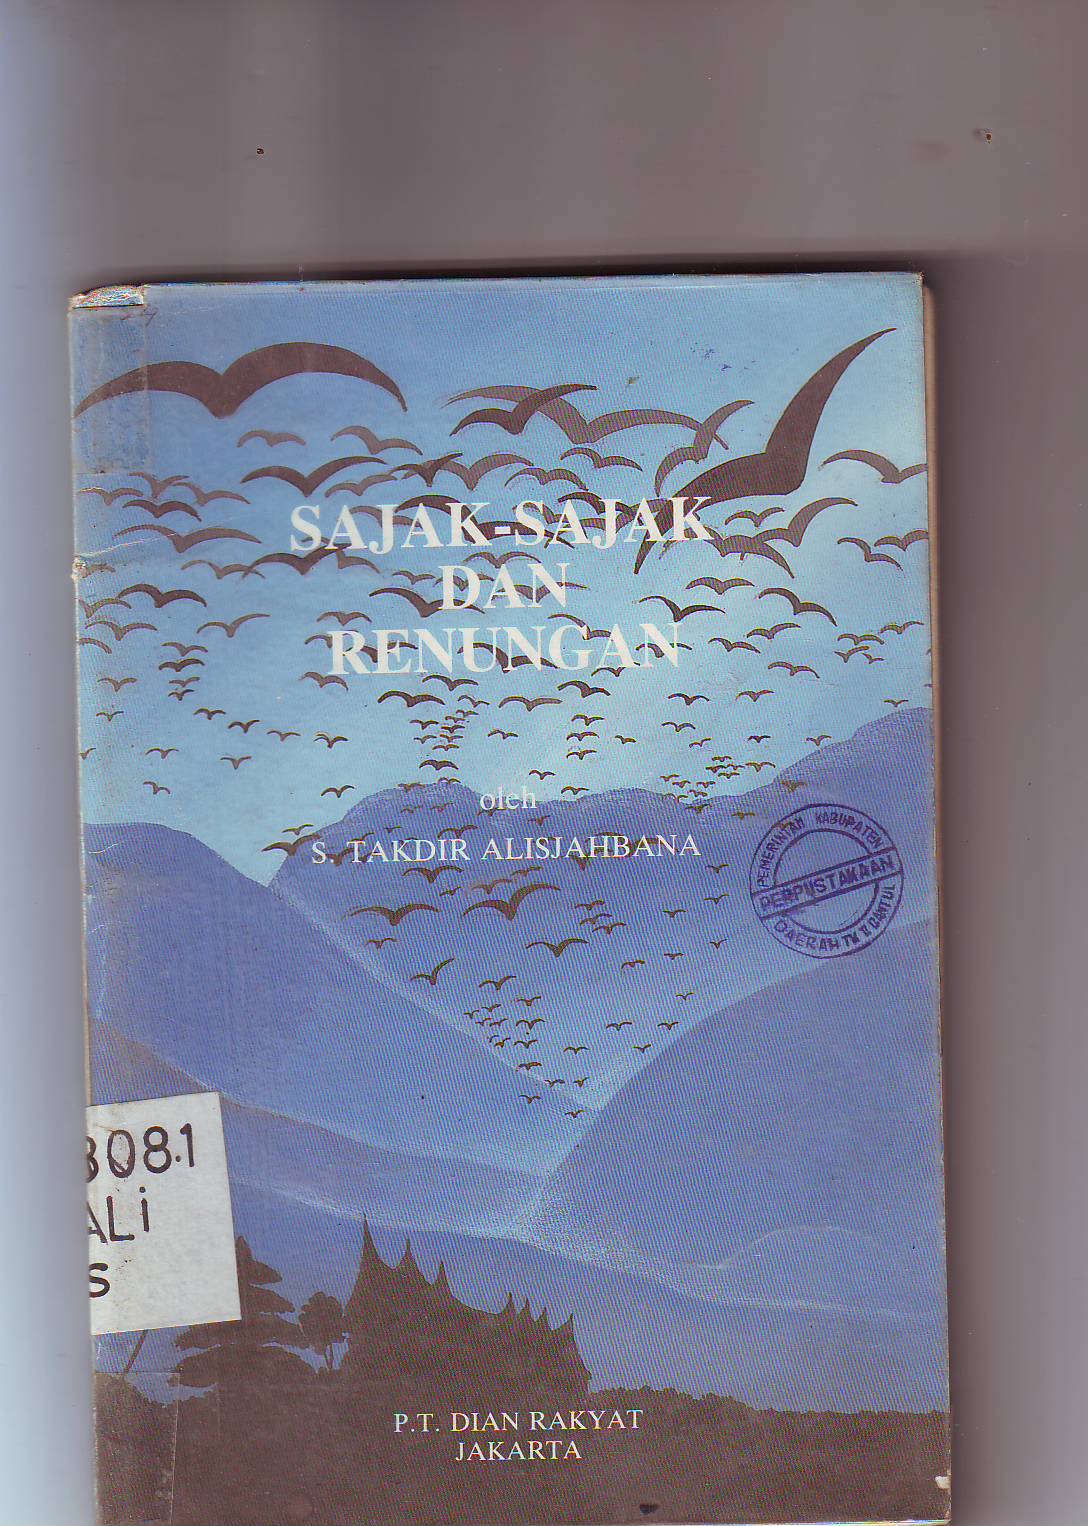 SAJAK-SAJAK
DAN
RENUNGAN
oleh
S. TAKDIR ALISJAHBANA
PEMERINTAH KABUPATEN
PERPUSTAKAAN
DAERAH TK II BANTUL
808.1
ALi
S
P.T. DIAN RAKYAT
JAKARTA